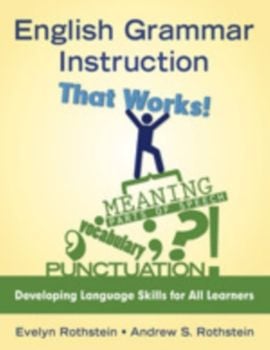 English Grammar
Instruction
That Works!
MEANING
PARTS OF SPEECH
vocabulary
, ; ? !
PUNCTUATION
Developing Language Skills for All Learners
Evelyn Rothstein • Andrew S. Rothstein